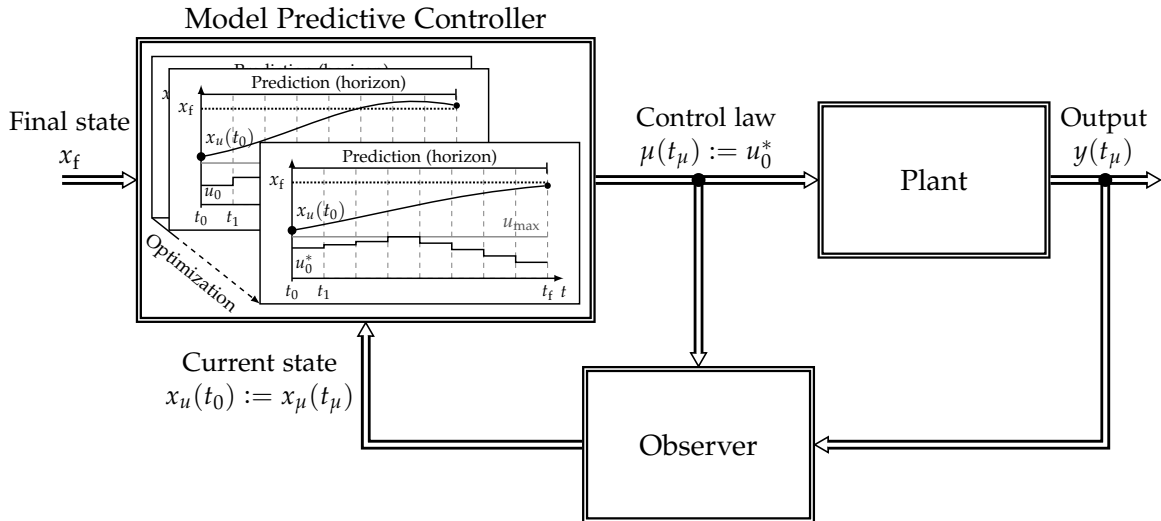 Model Predictive Controller
Prediction (horizon)
x_f
x_u(t_0)
u_0
t_0 t_1
Prediction (horizon)
x_f
x_u(t_0)
u_max
u_0^*
t_0 t_1 t_f t
Optimization
Final state
x_f
Control law
μ(t_μ) := u_0^*
Plant
Output
y(t_μ)
Current state
x_u(t_0) := x_μ(t_μ)
Observer